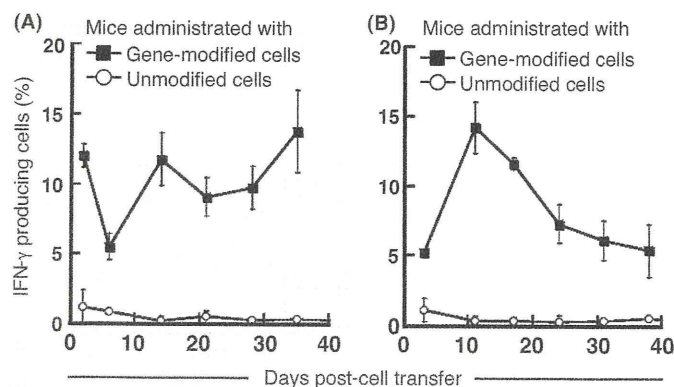 (A) Mice administrated with
Gene-modified cells
Unmodified cells
IFN-γ producing cells (%)
20
15
10
5
0
0 10 20 30 40
(B) Mice administrated with
Gene-modified cells
Unmodified cells
20
15
10
5
0
0 10 20 30 40
Days post-cell transfer